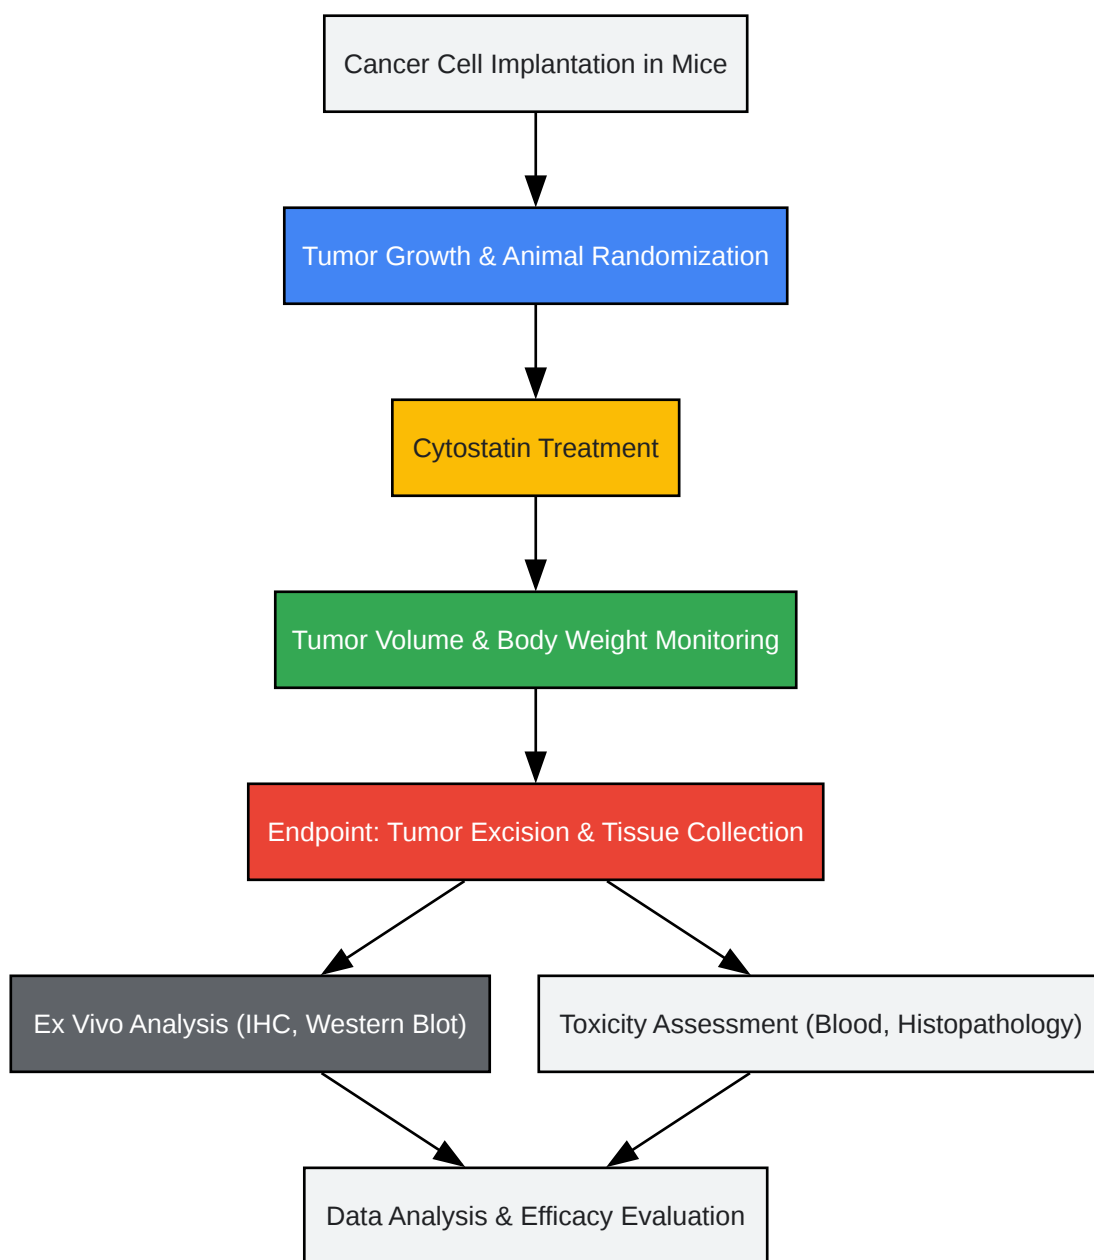 Cancer Cell Implantation in Mice
Tumor Growth & Animal Randomization
Cytostatin Treatment
Tumor Volume & Body Weight Monitoring
Endpoint: Tumor Excision & Tissue Collection
Ex Vivo Analysis (IHC, Western Blot)
Toxicity Assessment (Blood, Histopathology)
Data Analysis & Efficacy Evaluation